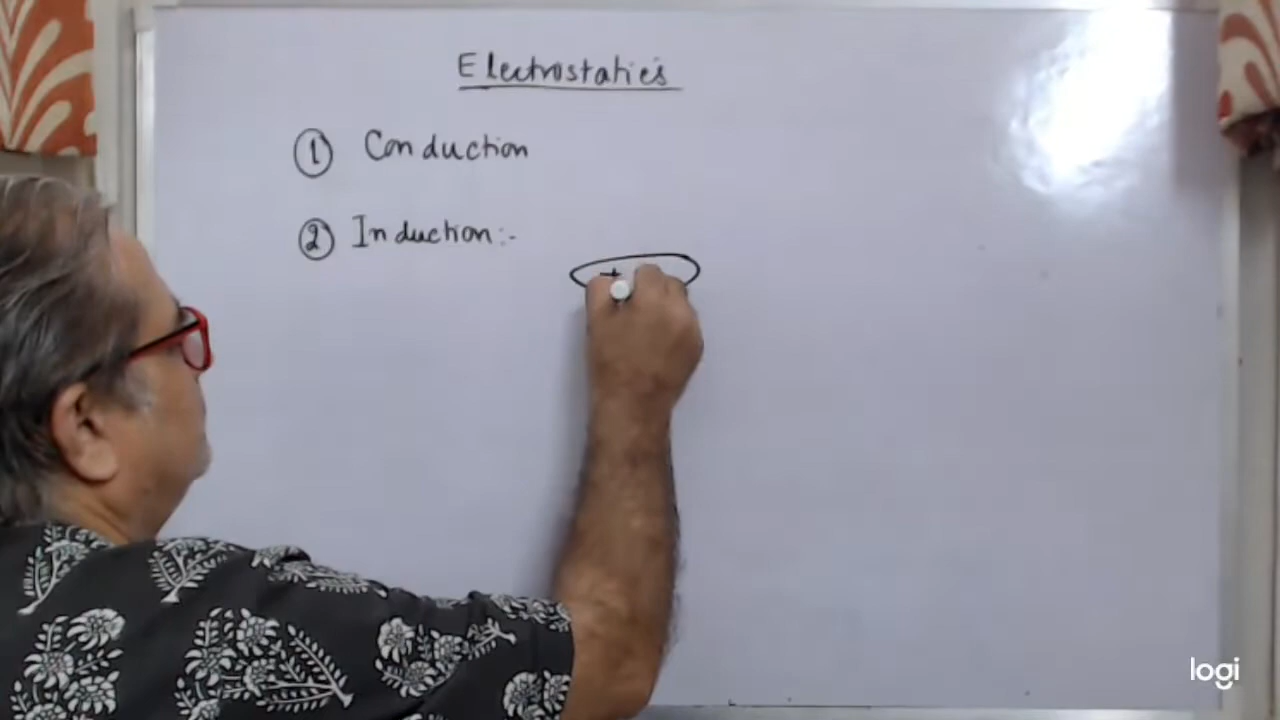 Electrostatics
① Conduction
② Induction:-
+
logi